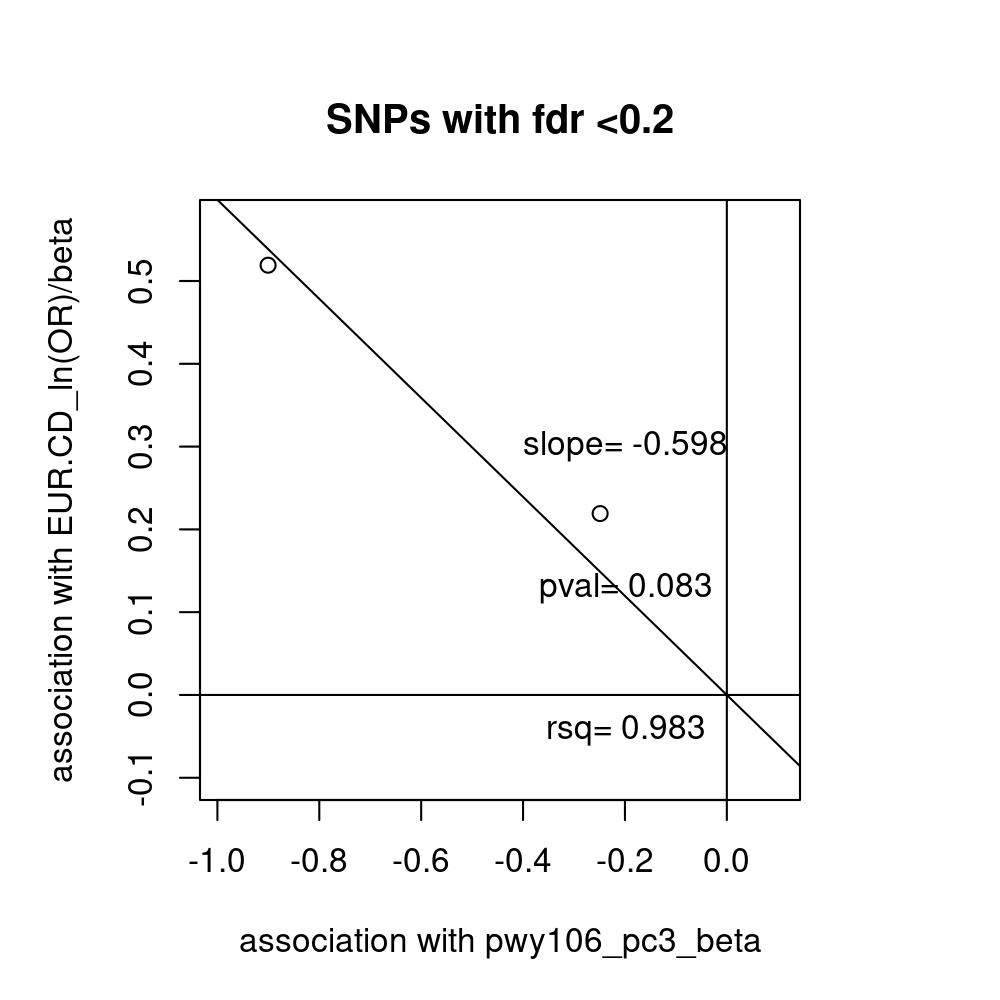 SNPs with fdr <0.2
association with EUR.CD_ln(OR)/beta
0.5
0.4
0.3
0.2
0.1
0.0
-0.1
slope= -0.598
pval= 0.083
rsq= 0.983
-1.0 -0.8 -0.6 -0.4 -0.2 0.0
association with pwy106_pc3_beta